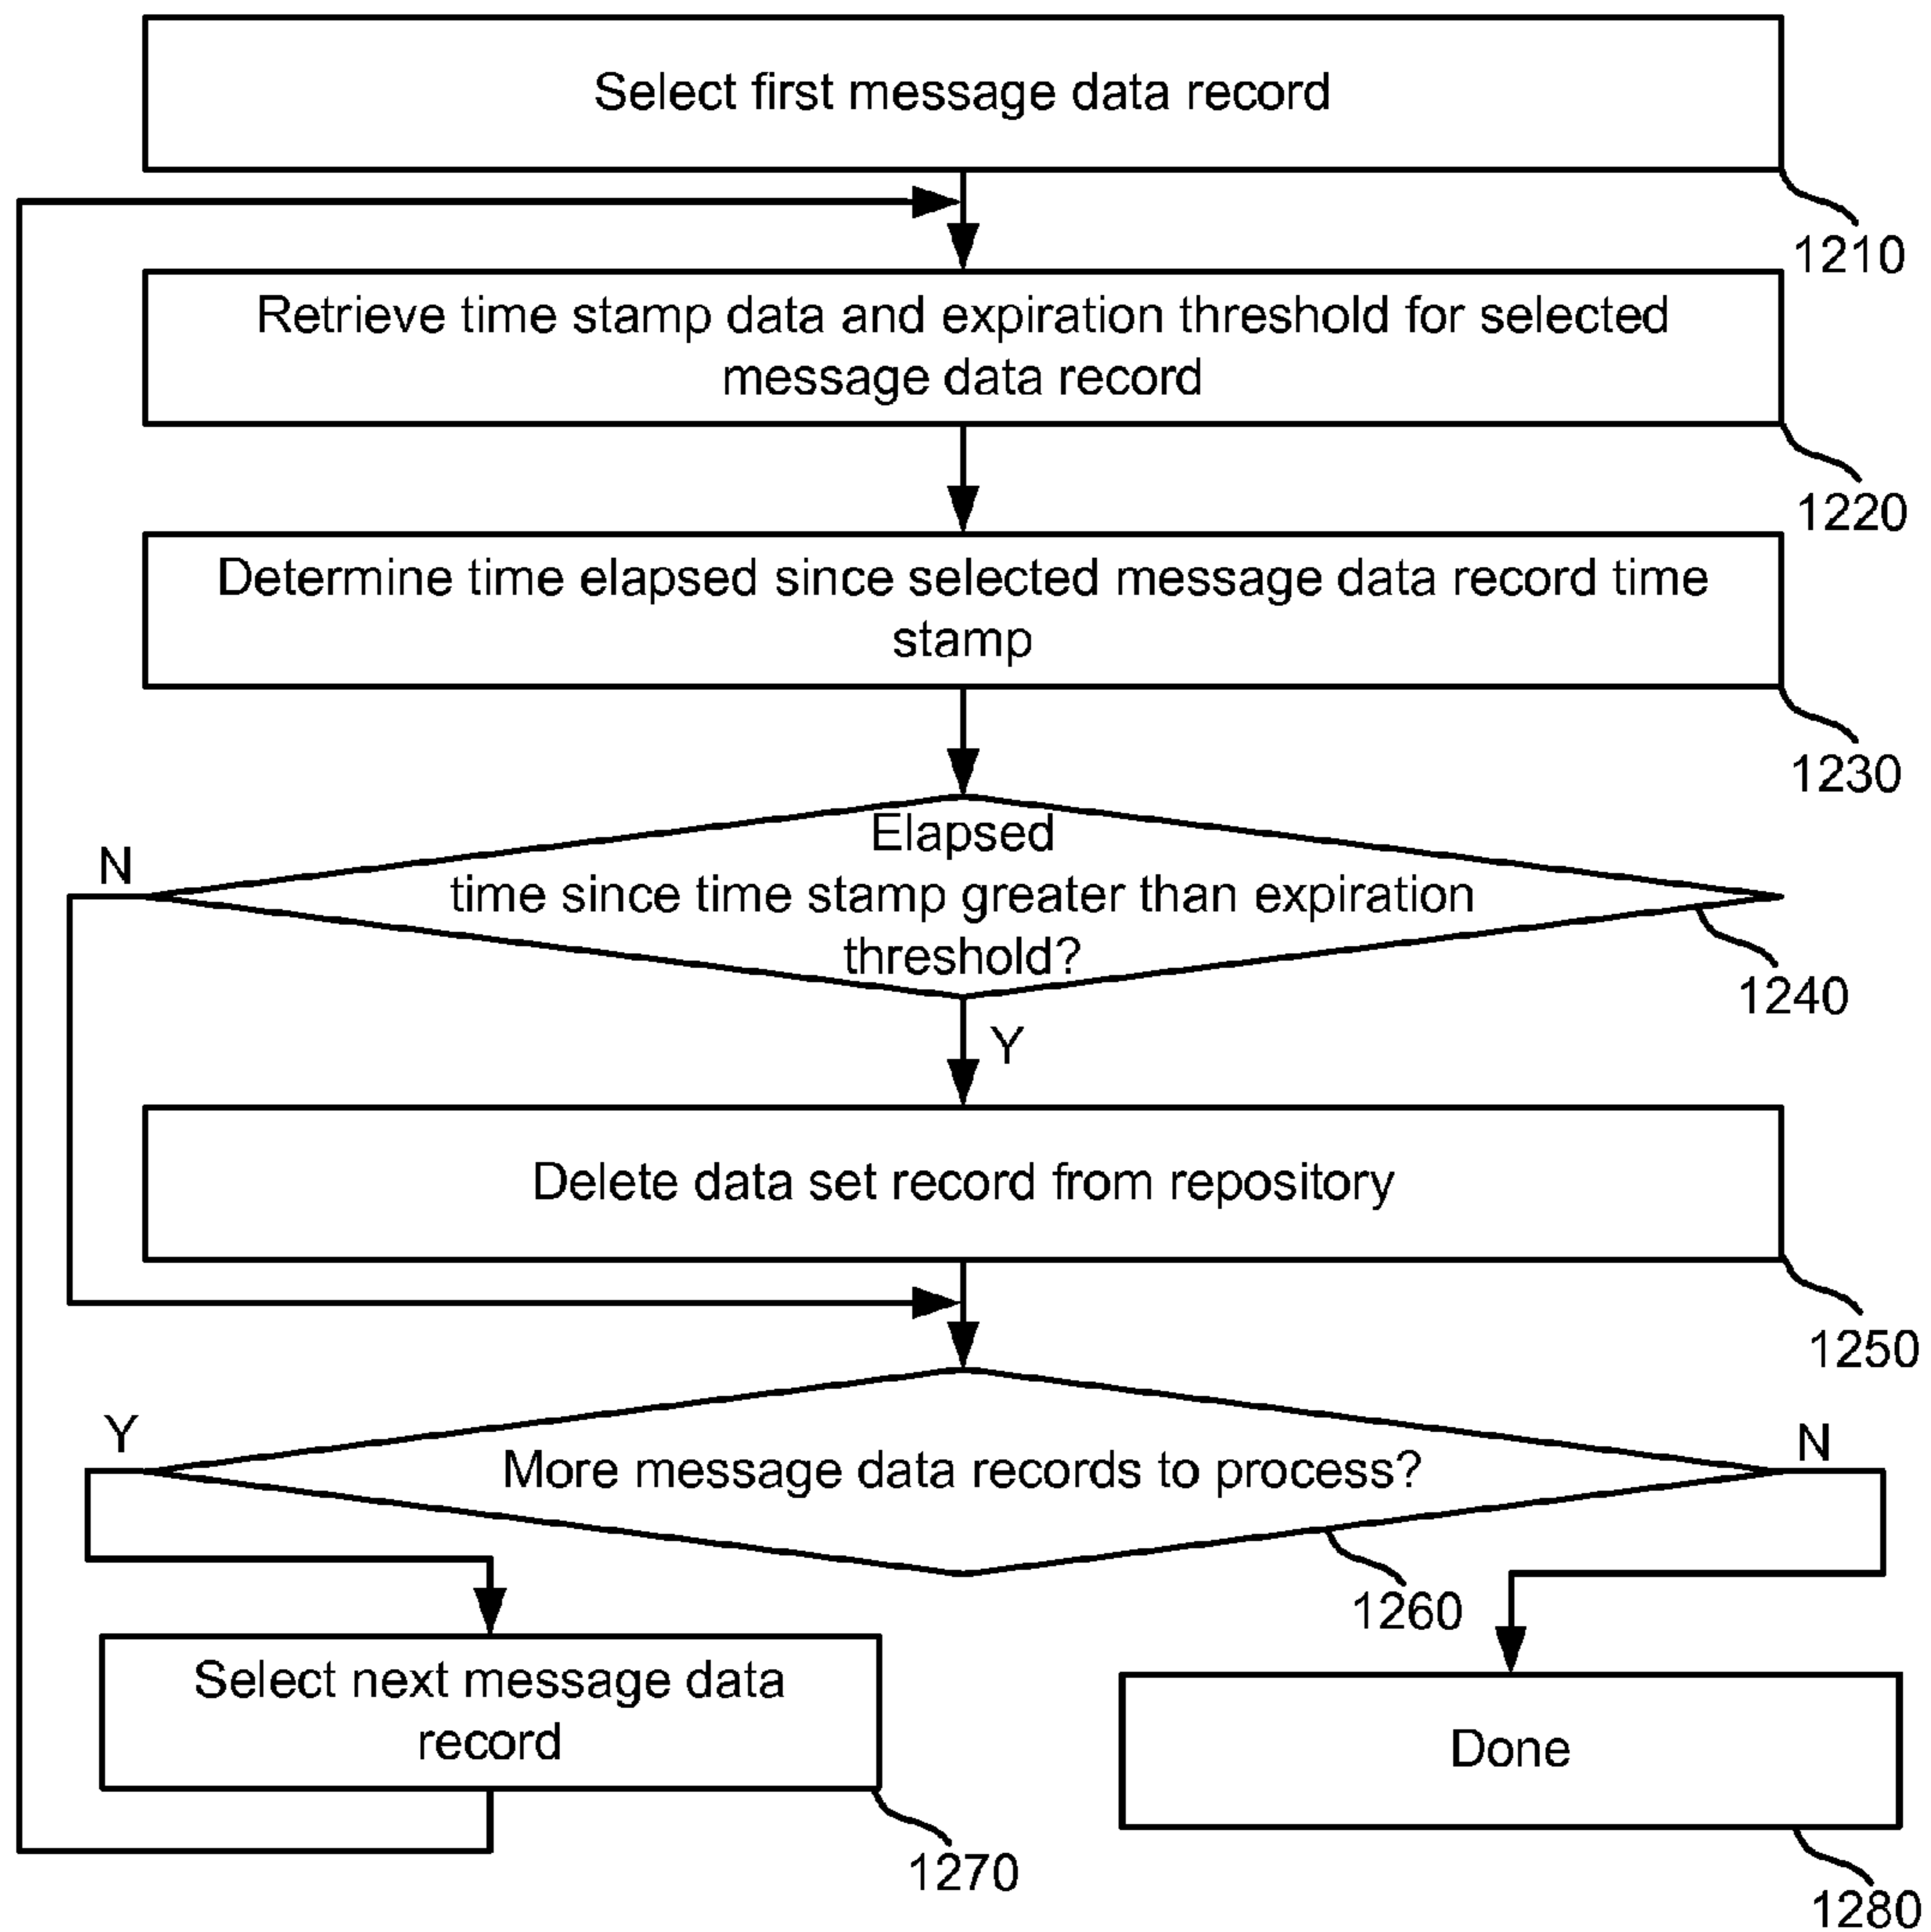 Select first message data record
1210
Retrieve time stamp data and expiration threshold for selected
message data record
1220
Determine time elapsed since selected message data record time
stamp
1230
Elapsed
time since time stamp greater than expiration
threshold?
N
1240
Y
Delete data set record from repository
1250
More message data records to process?
Y
N
1260
Select next message data
record
1270
Done
1280